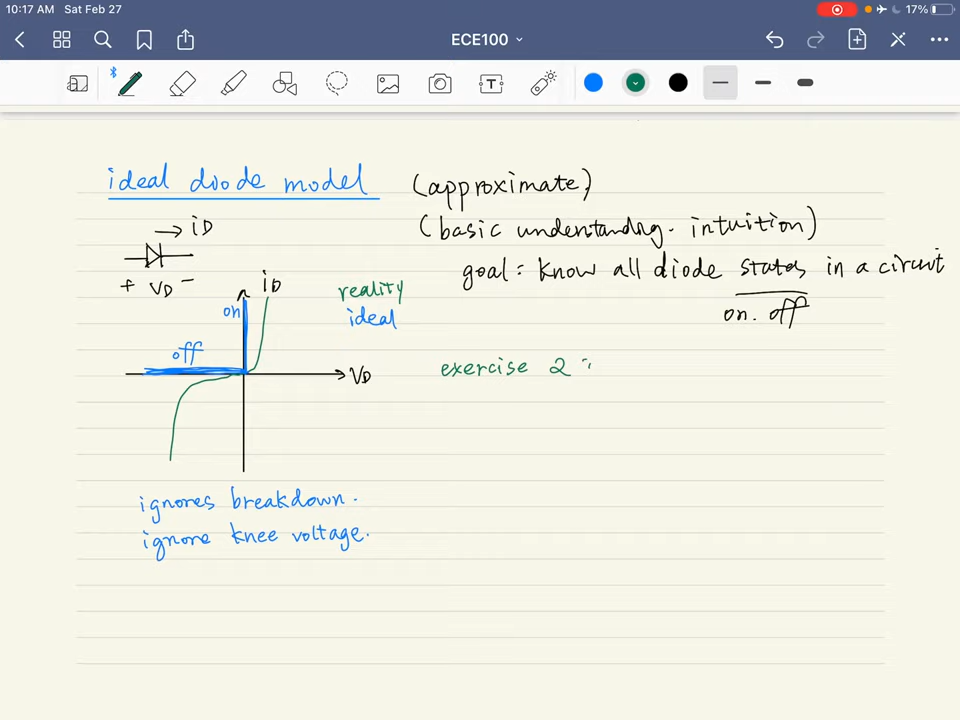 10:17 AM Sat Feb 27
17%
ECE100
T
ideal diode model (approximate)
(basic understanding. intuition)
goal: know all diode states in a circuit
on. off
→ iD
+ VD −
iD
on
reality
ideal
off
VD
exercise 2:
ignores breakdown.
ignore knee voltage.